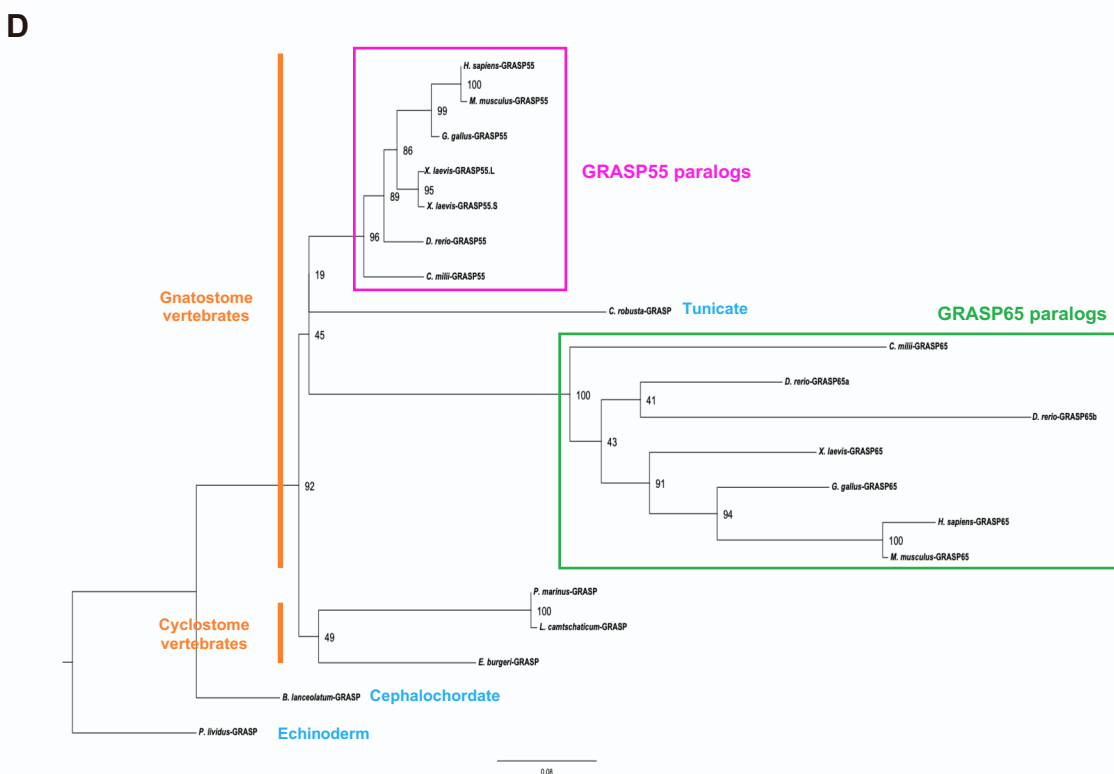 D
H. sapiens-GRASP55
100
M. musculus-GRASP55
99
G. gallus-GRASP55
86
X. laevis-GRASP55.L
GRASP55 paralogs
95
89
X. laevis-GRASP55.S
96
D. rerio-GRASP55
19
C. milii-GRASP55
Gnatostome
vertebrates
C. robusta-GRASP
Tunicate
GRASP65 paralogs
45
C. milii-GRASP65
D. rerio-GRASP65a
100
41
D. rerio-GRASP65b
43
X. laevis-GRASP65
91
G. gallus-GRASP65
92
94
H. sapiens-GRASP65
100
M. musculus-GRASP65
P. marinus-GRASP
100
Cyclostome
vertebrates
L. camtschaticum-GRASP
49
E. burgeri-GRASP
B. lanceolatum-GRASP
Cephalochordate
P. lividus-GRASP
Echinoderm
0.08